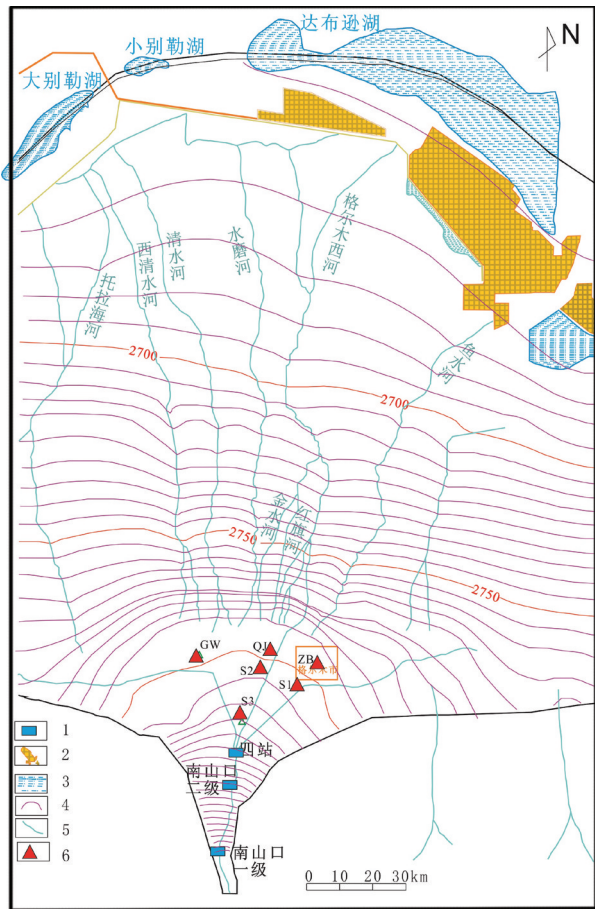 达布逊湖
小别勒湖
N
大别勒湖
格尔木西河
水磨河
清水河
西清水河
托拉海河
鱼水河
2700
2700
金水河
红旗河
2750
2750
GW
QJ
ZB
格尔木市
S2
S1
S3
四站
南山口
二级
南山口
一级
1
2
3
4
5
6
0 10 20 30km